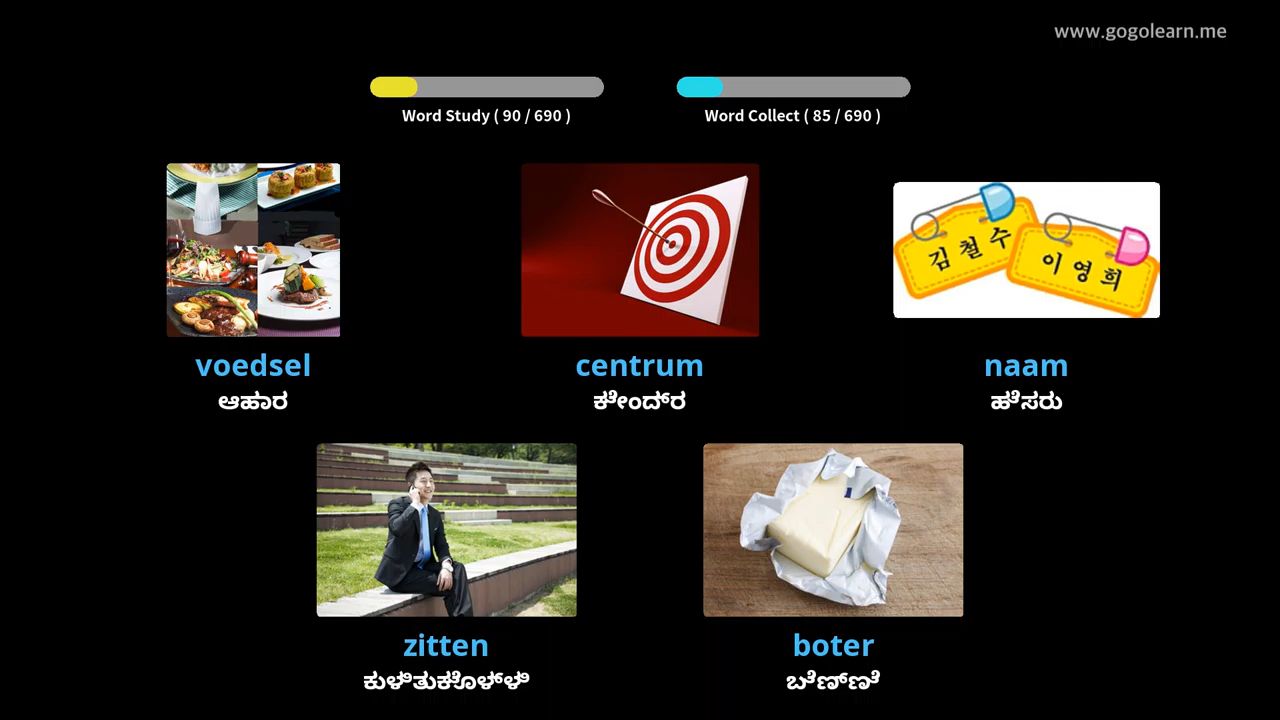 www.gogolearn.me
Word Study ( 90 / 690 )
Word Collect ( 85 / 690 )
김철수
이영희
voedsel
centrum
naam
ಆಹಾರ
ಕೇಂದ್ರ
ಹೆಸರು
zitten
boter
ಕುಳಿತುಕೊಳ್ಳಿ
ಬೆಣ್ಣೆ